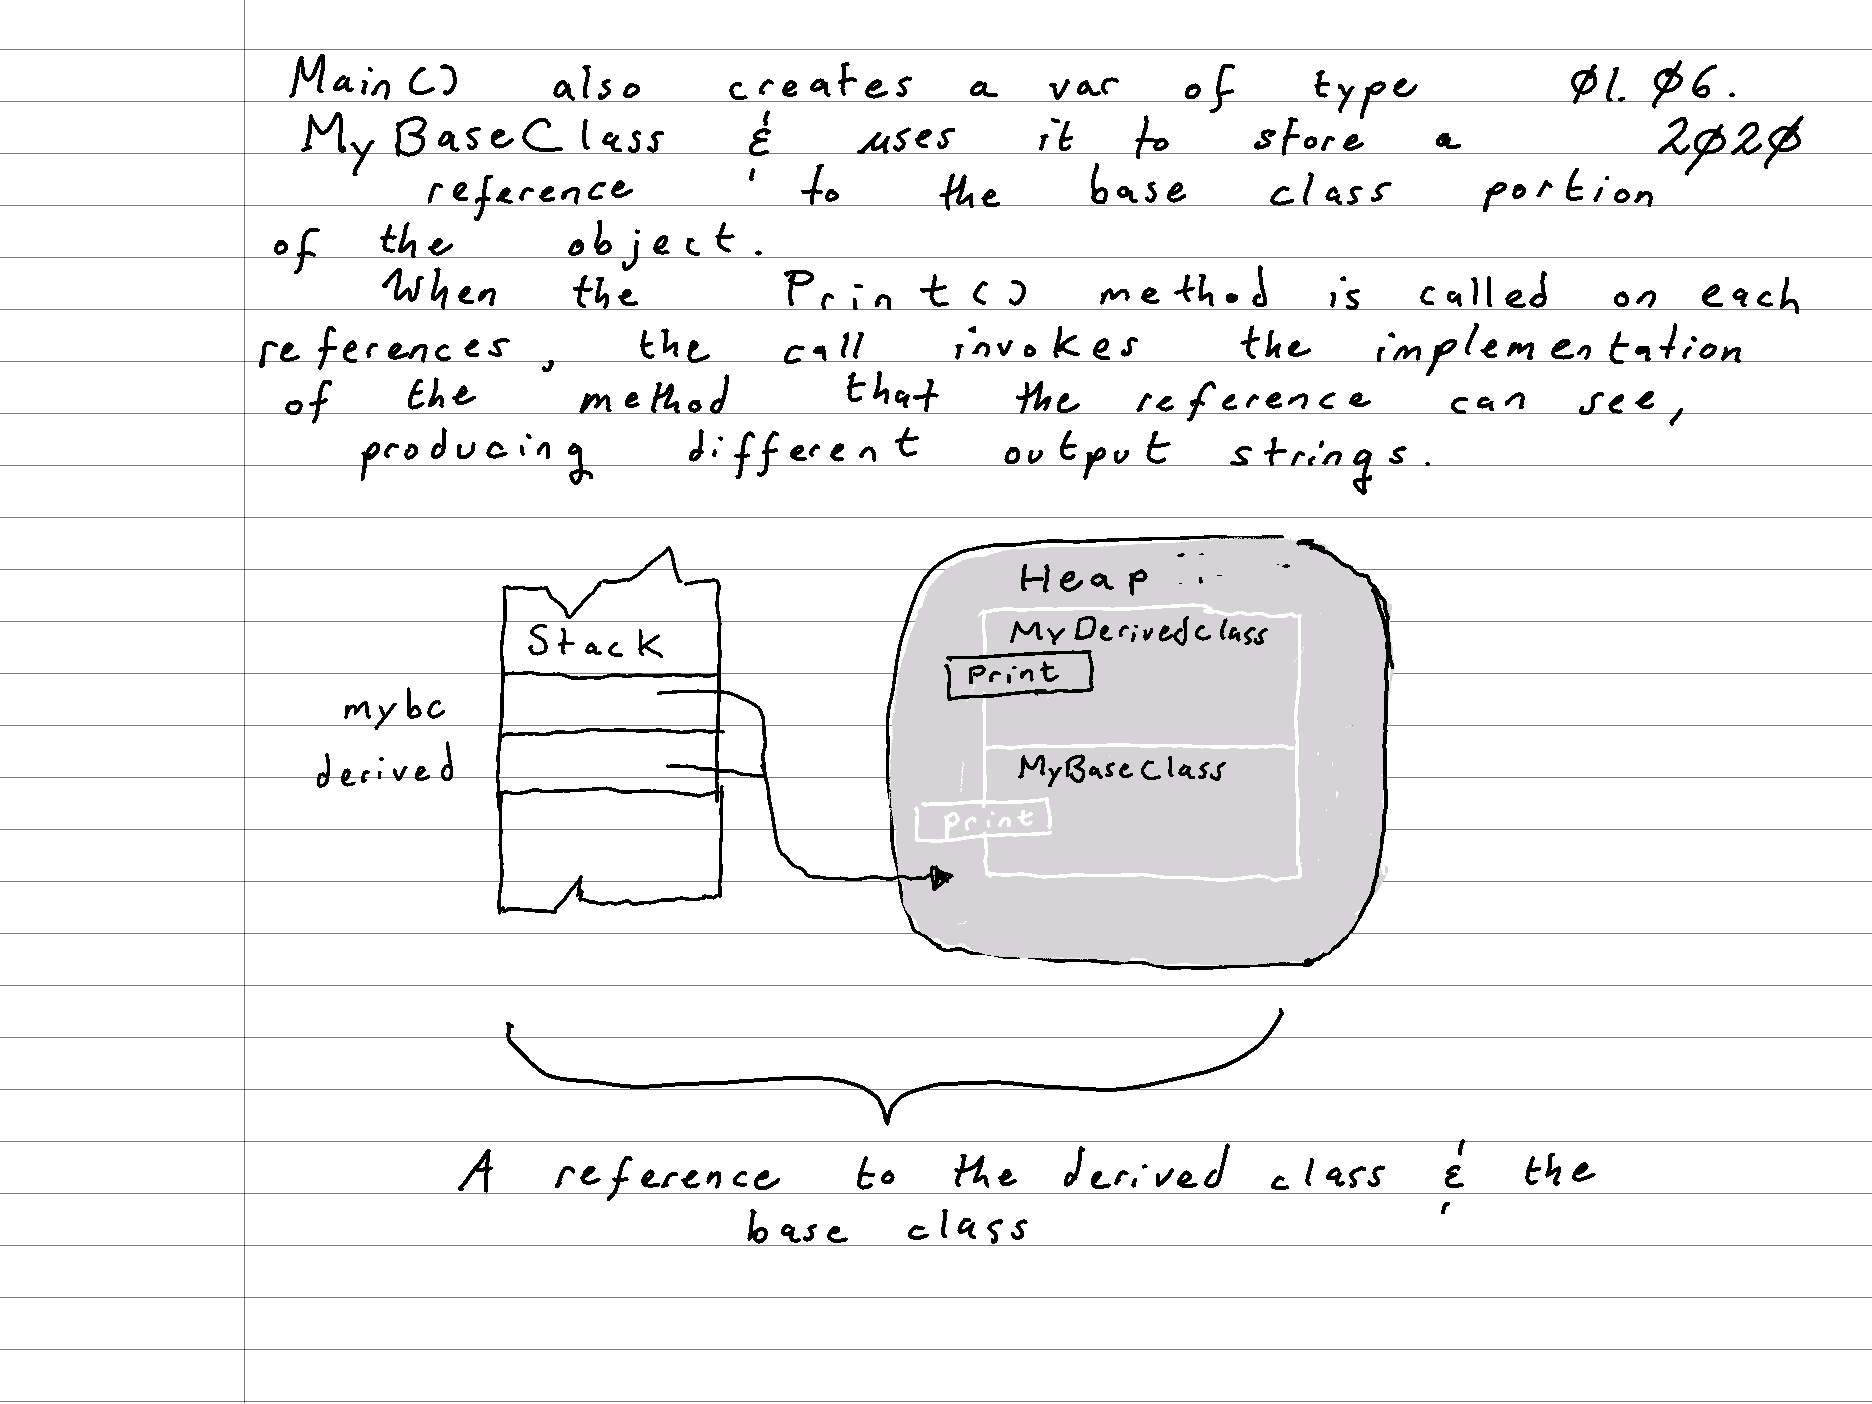 Main() also creates a var of type Ø1. Ø6.
MyBaseClass & uses it to store a 2Ø2Ø
reference to the base class portion
of the object.
When the Print() method is called on each
references, the call invokes the implementation
of the method that the reference can see,
producing different output strings.
Heap
Stack
MyDerivedClass
Print
mybc
derived
MyBaseClass
print
A reference to the derived class & the
base class